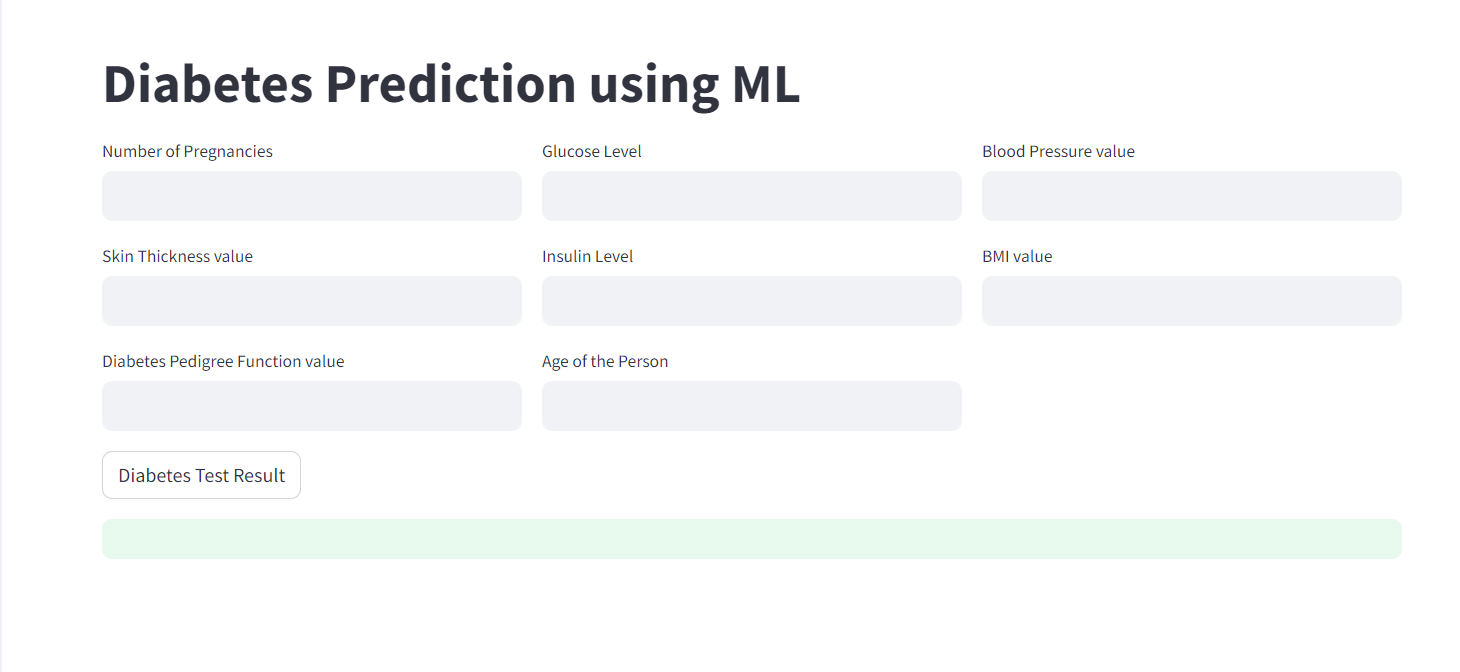 Diabetes Prediction using ML
Number of Pregnancies
Glucose Level
Blood Pressure value
Skin Thickness value
Insulin Level
BMI value
Diabetes Pedigree Function value
Age of the Person
Diabetes Test Result